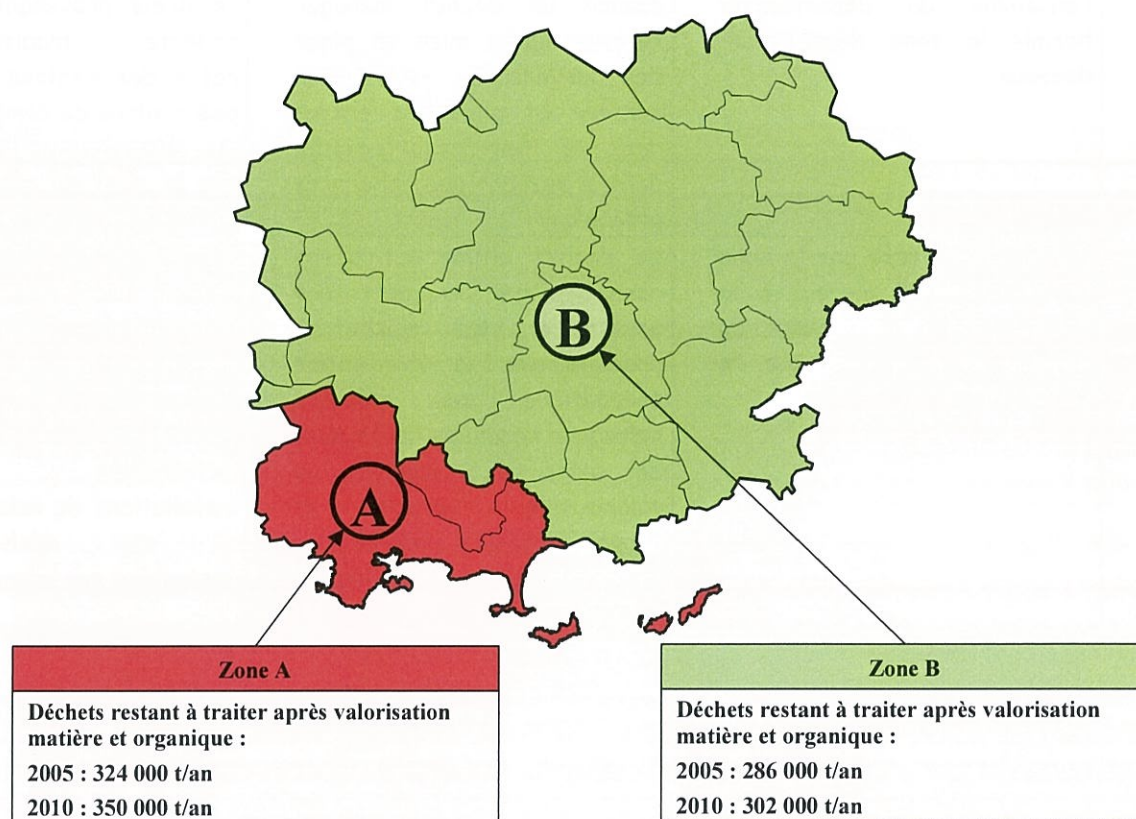 B
A
Zone A
Déchets restant à traiter après valorisation
matière et organique :
2005 : 324 000 t/an
2010 : 350 000 t/an
Zone B
Déchets restant à traiter après valorisation
matière et organique :
2005 : 286 000 t/an
2010 : 302 000 t/an